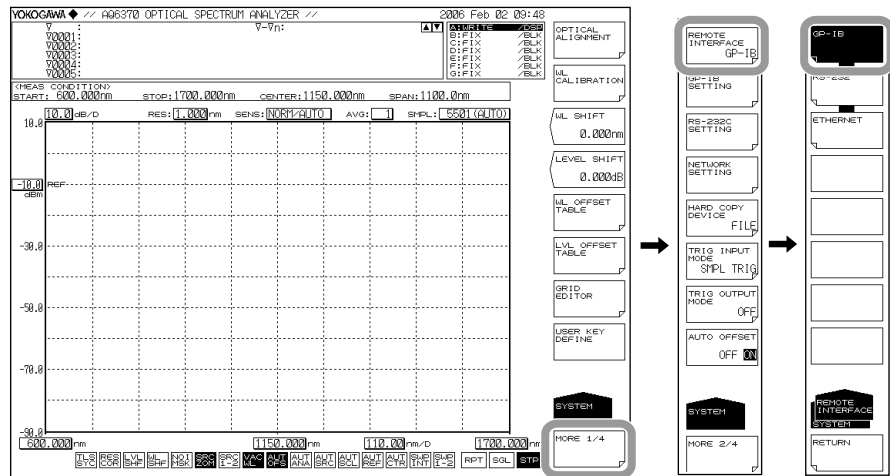 YOKOGAWA ◆ // AQ6370 OPTICAL SPECTRUM ANALYZER // 2006 Feb 02 09:48
∇ :
∇0001:
∇0002:
∇0003:
∇0004:
∇0005:
∇-∇n:
▲▼
A:WRITE /DSP
B:FIX /BLK
C:FIX /BLK
D:FIX /BLK
E:FIX /BLK
F:FIX /BLK
G:FIX /BLK
<MEAS CONDITION>
START: 600.000nm STOP:1700.000nm CENTER:1150.000nm SPAN:1100.0nm
10.0 dB/D RES: 1.000 nm SENS: NORM/AUTO AVG: 1 SMPL: 5501(AUTO)
10.0
-10.0 REF
dBm
-30.0
-50.0
-70.0
-90.0
600.000 nm 1150.000 nm 110.00 nm/D 1700.000 nm
TLS SYC
RES COR
LVL SHF
WL SHF
NOI MSK
SRC ZOM
SRC 1-2
VAC WL
AUT OFS
AUT ANA
AUT SRC
AUT SCL
AUT REF
AUT CTR
SWP INT
SWP 1-2
RPT
SGL
STP
OPTICAL
ALIGNMENT
WL
CALIBRATION
WL SHIFT
0.000nm
LEVEL SHIFT
0.000dB
WL OFFSET
TABLE
LVL OFFSET
TABLE
GRID
EDITOR
USER KEY
DEFINE
SYSTEM
MORE 1/4
REMOTE
INTERFACE
GP-IB
GP-IB
SETTING
RS-232C
SETTING
NETWORK
SETTING
HARD COPY
DEVICE
FILE
TRIG INPUT
MODE
SMPL TRIG
TRIG OUTPUT
MODE
OFF
AUTO OFFSET
OFF ON
SYSTEM
MORE 2/4
GP-IB
RS-232
ETHERNET
REMOTE
INTERFACE
SYSTEM
RETURN